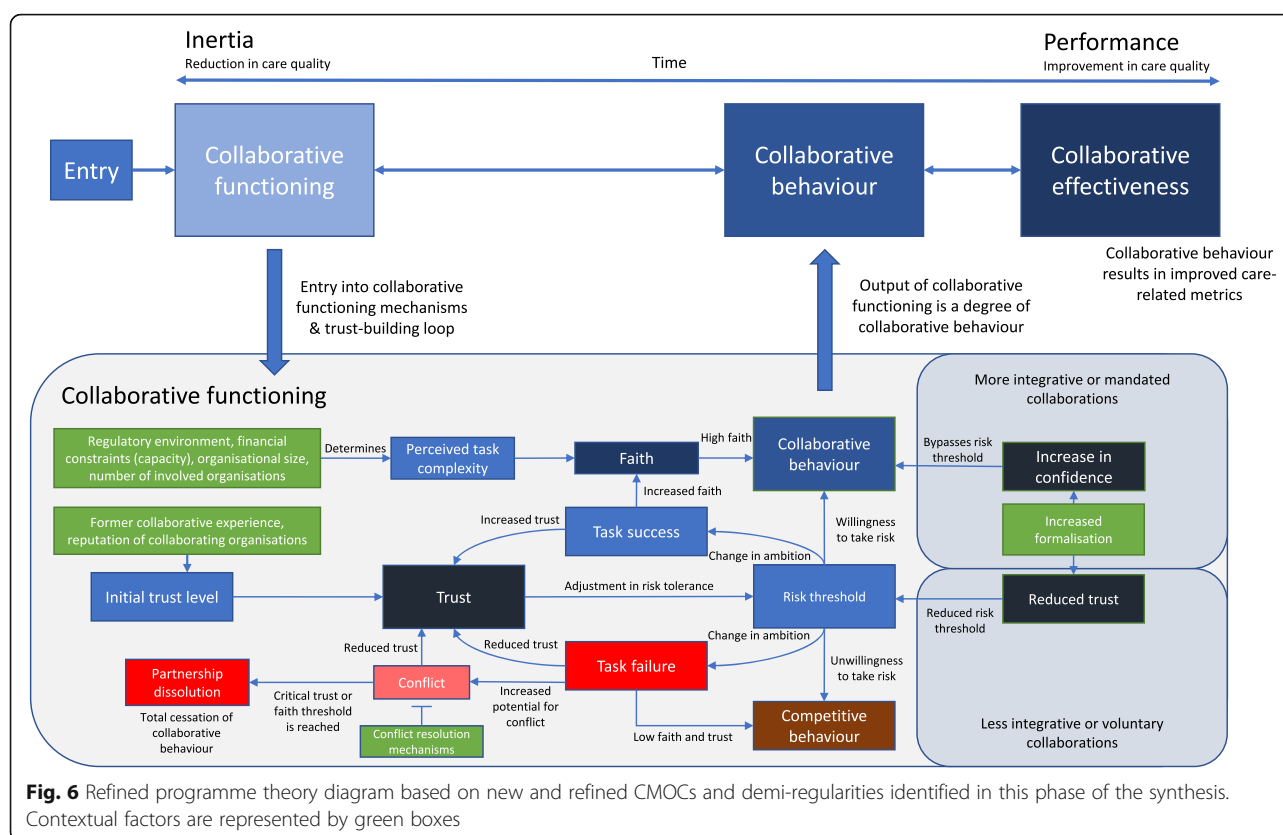 Inertia
Reduction in care quality
Time
Performance
Improvement in care quality
Entry
Collaborative
functioning
Collaborative
behaviour
Collaborative
effectiveness
Entry into collaborative
functioning mechanisms
& trust-building loop
Output of collaborative
functioning is a degree of
collaborative behaviour
Collaborative behaviour
results in improved care-
related metrics
Collaborative functioning
More integrative or mandated
collaborations
Regulatory environment, financial
constraints (capacity), organisational size,
number of involved organisations
Determines
Perceived task
complexity
Faith
High faith
Collaborative
behaviour
Bypasses risk
threshold
Increase in
confidence
Increased faith
Former collaborative experience,
reputation of collaborating organisations
Increased trust
Task success
Willingness
to take risk
Increased
formalisation
Change in ambition
Initial trust level
Trust
Adjustment in risk tolerance
Risk threshold
Reduced risk
threshold
Reduced trust
Change in ambition
Reduced trust
Reduced trust
Task failure
Unwillingness
to take risk
Partnership
dissolution
Critical trust or
faith threshold
is reached
Conflict
Increased
potential for
conflict
Total cessation of
collaborative
behaviour
Conflict resolution
mechanisms
Low faith and trust
Competitive
behaviour
Less integrative or voluntary
collaborations
Fig. 6 Refined programme theory diagram based on new and refined CMOCs and demi-regularities identified in this phase of the synthesis.
Contextual factors are represented by green boxes